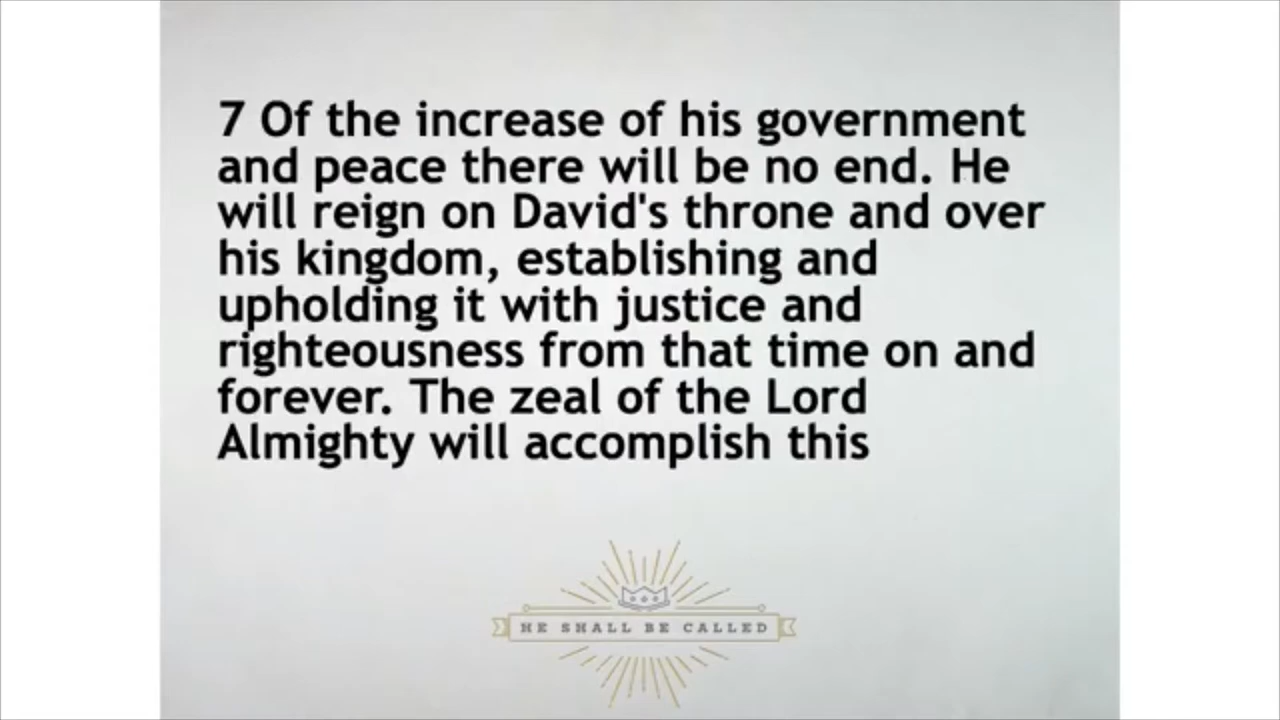 7 Of the increase of his government
and peace there will be no end. He
will reign on David's throne and over
his kingdom, establishing and
upholding it with justice and
righteousness from that time on and
forever. The zeal of the Lord
Almighty will accomplish this
HE SHALL BE CALLED